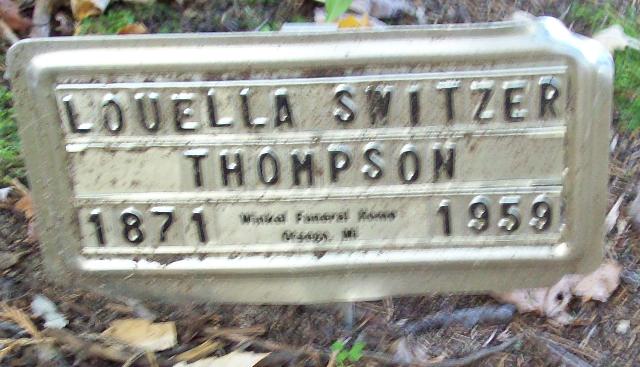 LOUELLA SWITZER
THOMPSON
1871 Winkel Funeral Home 1959
Otsego, MI